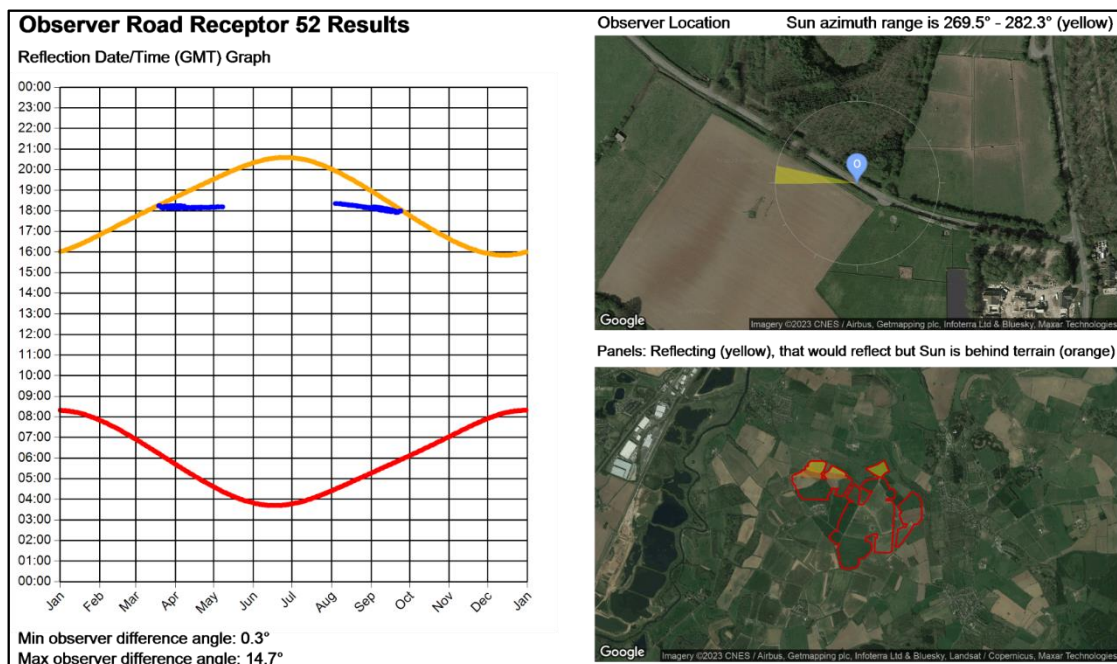 Observer Road Receptor 52 Results
Reflection Date/Time (GMT) Graph
00:00
23:00
22:00
21:00
20:00
19:00
18:00
17:00
16:00
15:00
14:00
13:00
12:00
11:00
10:00
09:00
08:00
07:00
06:00
05:00
04:00
03:00
02:00
01:00
00:00
Jan Feb Mar Apr May Jun Jul Aug Sep Oct Nov Dec Jan
Min observer difference angle: 0.3°
Max observer difference angle: 14.7°
Observer Location Sun azimuth range is 269.5° - 282.3° (yellow)
O
Google Imagery ©2023 CNES / Airbus, Getmapping plc, Infoterra Ltd & Bluesky, Maxar Technologies
Panels: Reflecting (yellow), that would reflect but Sun is behind terrain (orange)
Google Imagery ©2023 CNES / Airbus, Getmapping plc, Infoterra Ltd & Bluesky, Landsat / Copernicus, Maxar Technologies